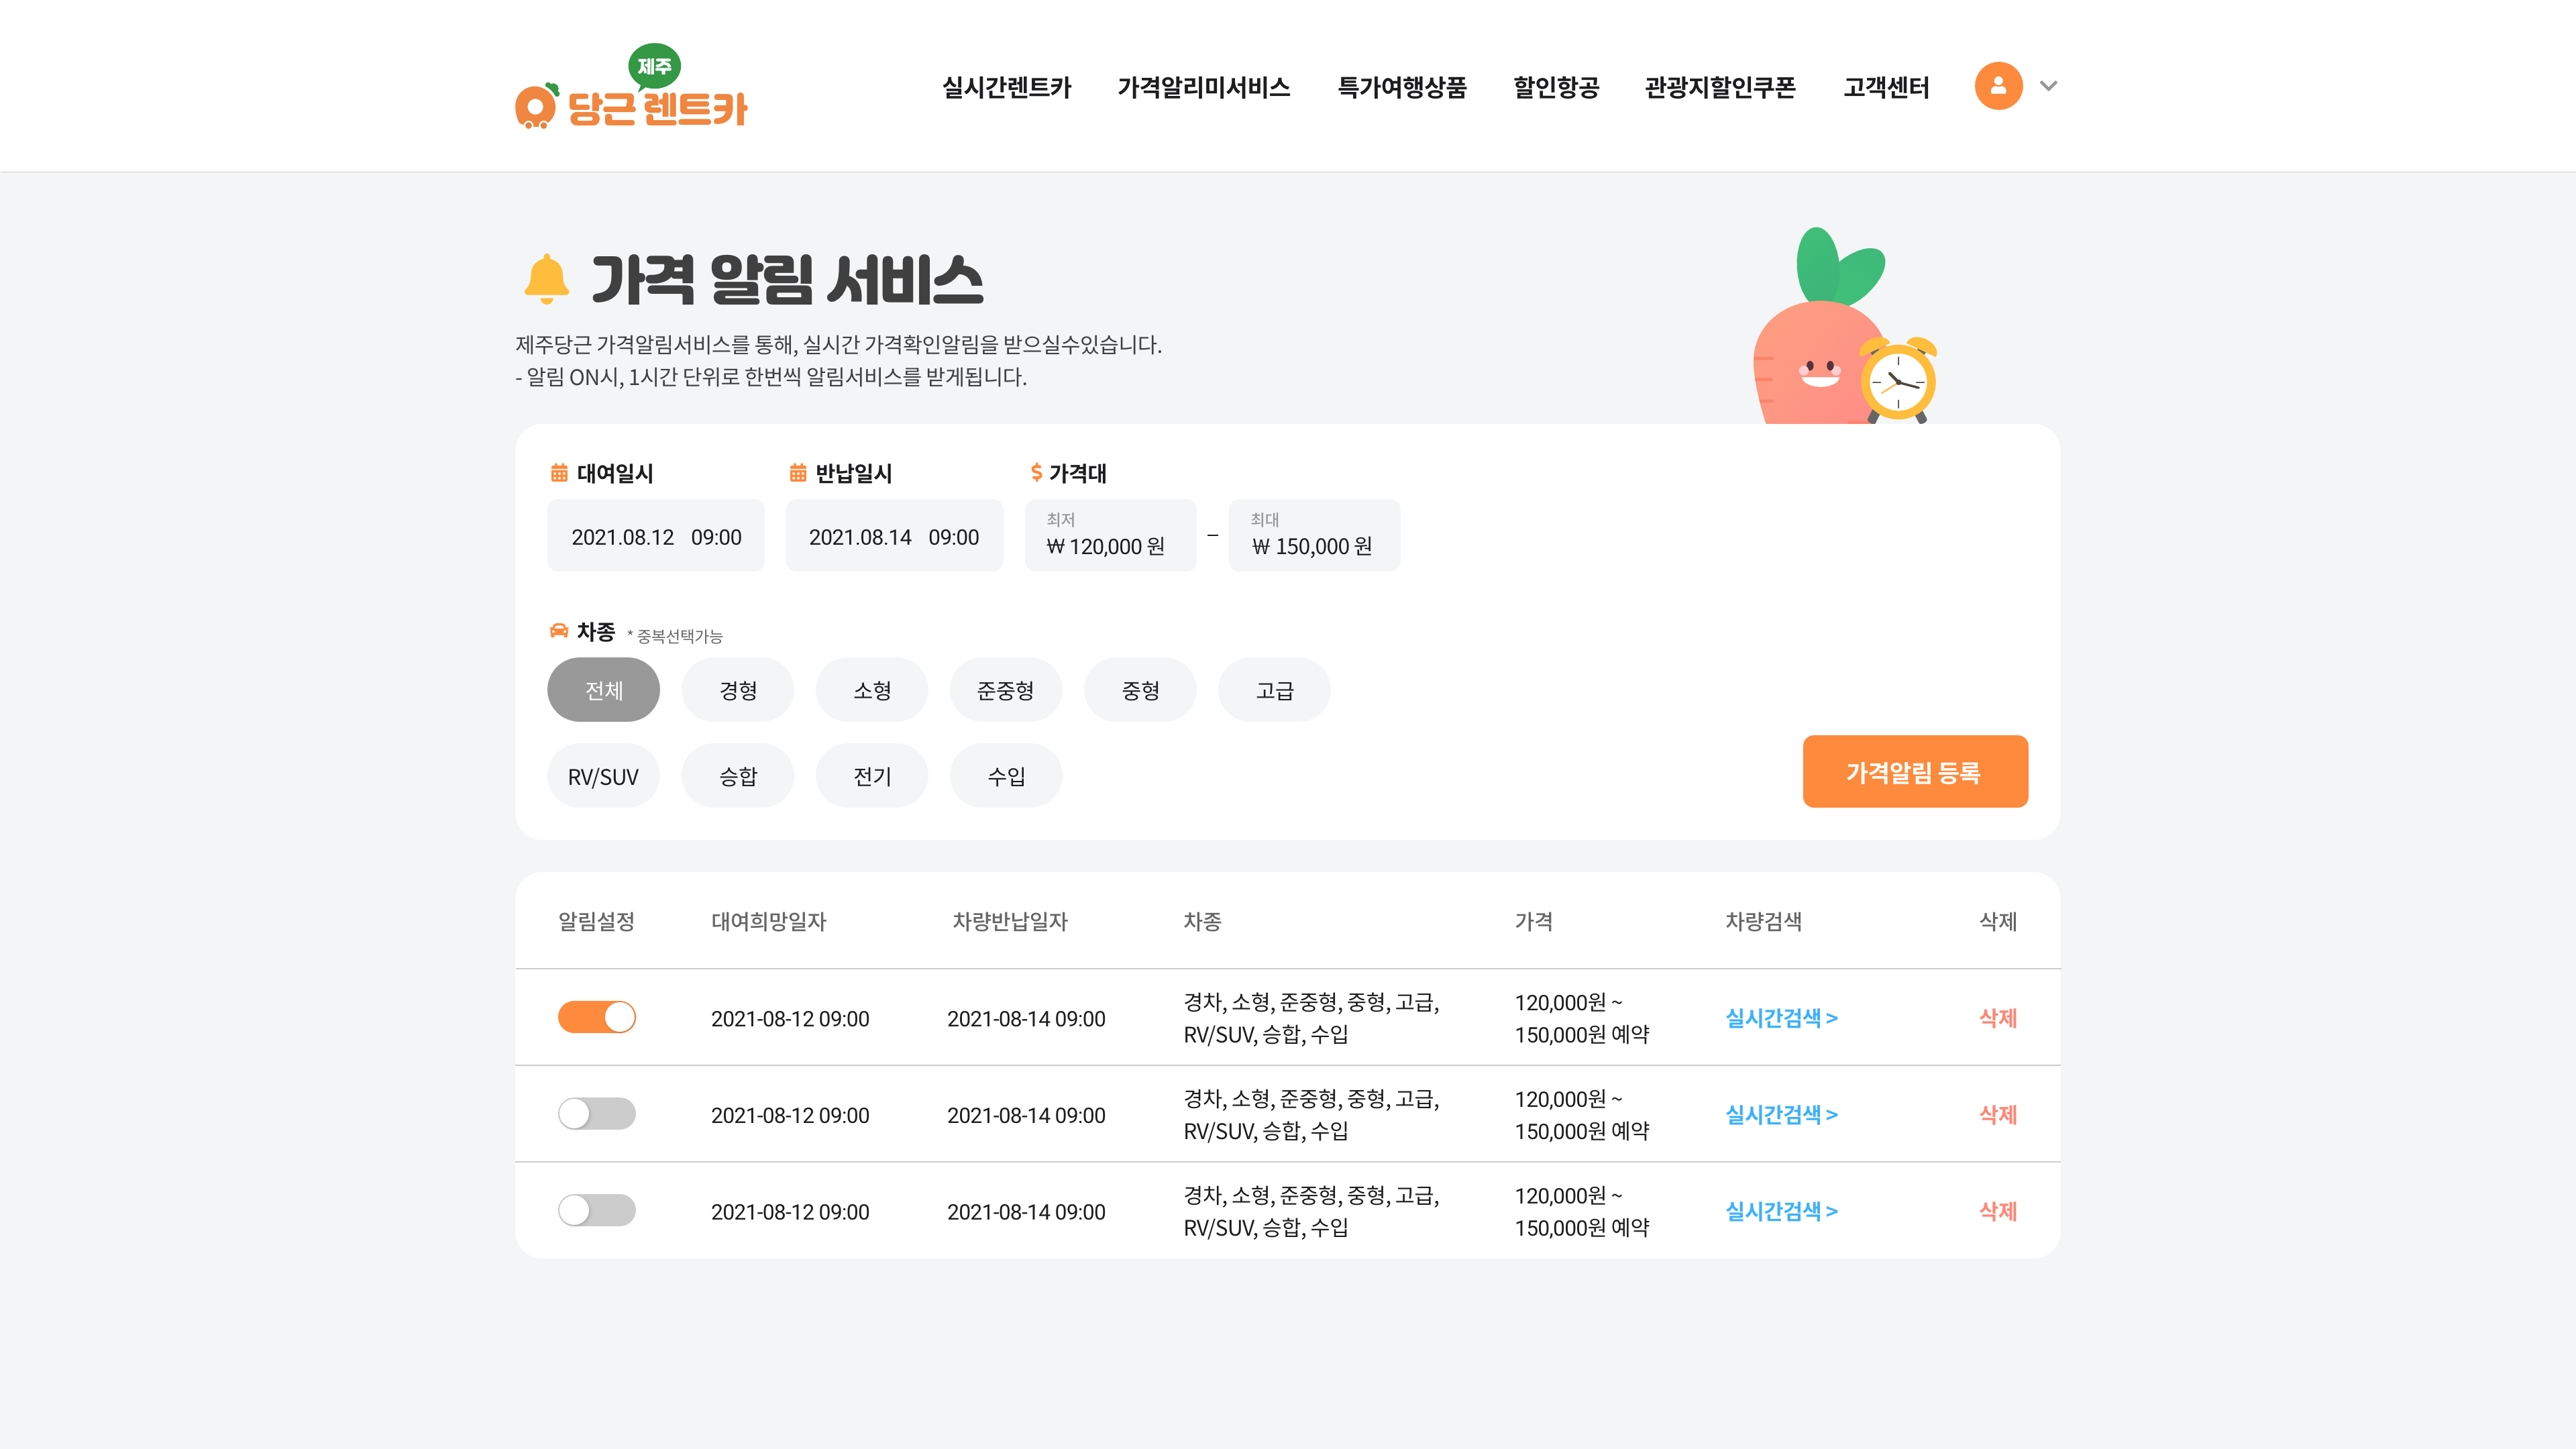 제주
당근 렌트카
실시간렌트카 가격알리미서비스 특가여행상품 할인항공 관광지할인쿠폰 고객센터
가격 알림 서비스
제주당근 가격알림서비스를 통해, 실시간 가격확인알림을 받으실수있습니다.
- 알림 ON시, 1시간 단위로 한번씩 알림서비스를 받게됩니다.
대여일시 반납일시 $ 가격대
최저 최대
2021.08.12 09:00 2021.08.14 09:00 ₩ 120,000 원 – ₩ 150,000 원
차종 * 중복선택가능
전체 경형 소형 준중형 중형 고급
RV/SUV 승합 전기 수입
가격알림 등록
알림설정 대여희망일자 차량반납일자 차종 가격 차량검색 삭제
경차, 소형, 준중형, 중형, 고급, 120,000원 ~
2021-08-12 09:00 2021-08-14 09:00 실시간검색 > 삭제
RV/SUV, 승합, 수입 150,000원 예약
경차, 소형, 준중형, 중형, 고급, 120,000원 ~
2021-08-12 09:00 2021-08-14 09:00 실시간검색 > 삭제
RV/SUV, 승합, 수입 150,000원 예약
경차, 소형, 준중형, 중형, 고급, 120,000원 ~
2021-08-12 09:00 2021-08-14 09:00 실시간검색 > 삭제
RV/SUV, 승합, 수입 150,000원 예약